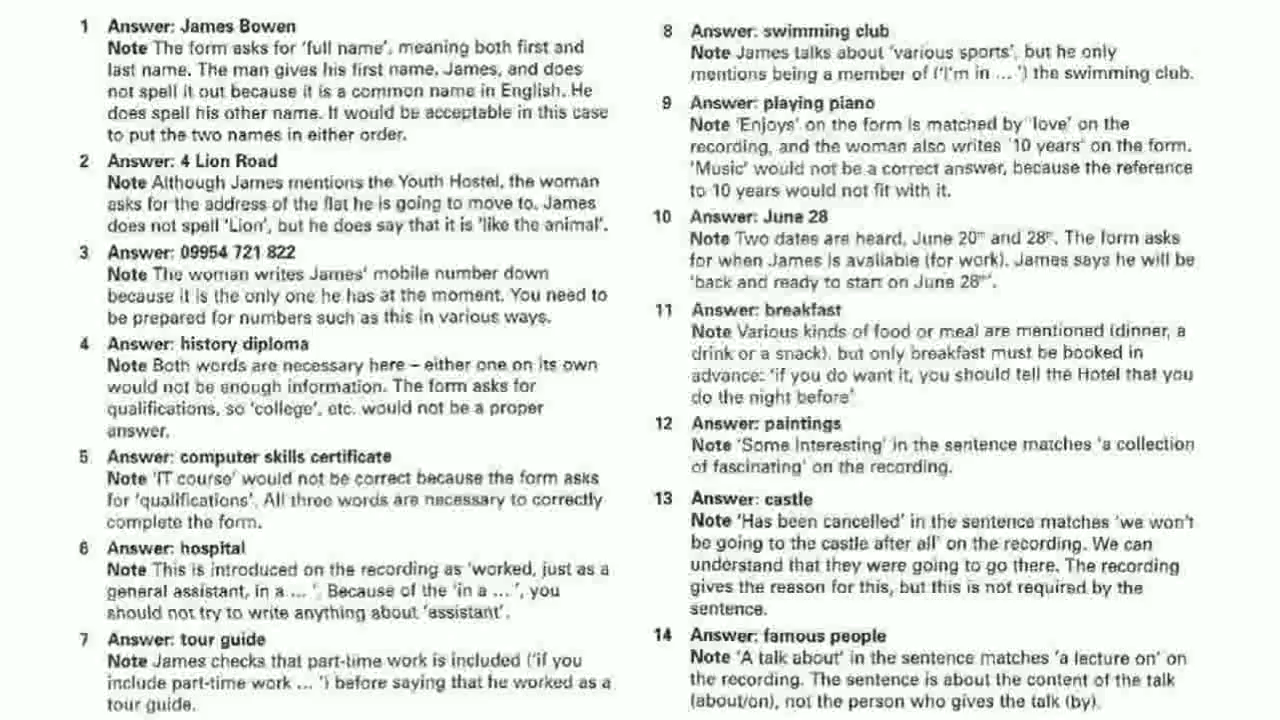 1 Answer: James Bowen
Note The form asks for 'full name', meaning both first and
last name. The man gives his first name, James, and does
not spell it out because it is a common name in English. He
does spell his other name. It would be acceptable in this case
to put the two names in either order.
2 Answer: 4 Lion Road
Note Although James mentions the Youth Hostel, the woman
asks for the address of the flat he is going to move to. James
does not spell 'Lion', but he does say that it is 'like the animal'.
3 Answer: 09954 721 822
Note The woman writes James' mobile number down
because it is the only one he has at the moment. You need to
be prepared for numbers such as this in various ways.
4 Answer: history diploma
Note Both words are necessary here – either one on its own
would not be enough information. The form asks for
qualifications, so 'college', etc. would not be a proper
answer.
5 Answer: computer skills certificate
Note 'IT course' would not be correct because the form asks
for 'qualifications'. All three words are necessary to correctly
complete the form.
6 Answer: hospital
Note This is introduced on the recording as 'worked, just as a
general assistant, in a ... '. Because of the 'in a ... ', you
should not try to write anything about 'assistant'.
7 Answer: tour guide
Note James checks that part-time work is included ('if you
include part-time work ... ') before saying that he worked as a
tour guide.
8 Answer: swimming club
Note James talks about 'various sports', but he only
mentions being a member of ('I'm in ... ') the swimming club.
9 Answer: playing piano
Note 'Enjoys' on the form is matched by 'love' on the
recording, and the woman also writes '10 years' on the form.
'Music' would not be a correct answer, because the reference
to 10 years would not fit with it.
10 Answer: June 28
Note Two dates are heard, June 20th and 28th. The form asks
for when James is available (for work). James says he will be
'back and ready to start on June 28th'.
11 Answer: breakfast
Note Various kinds of food or meal are mentioned (dinner, a
drink or a snack), but only breakfast must be booked in
advance: 'if you do want it, you should tell the Hotel that you
do the night before'
12 Answer: paintings
Note 'Some interesting' in the sentence matches 'a collection
of fascinating' on the recording.
13 Answer: castle
Note 'Has been cancelled' in the sentence matches 'we won't
be going to the castle after all' on the recording. We can
understand that they were going to go there. The recording
gives the reason for this, but this is not required by the
sentence.
14 Answer: famous people
Note 'A talk about' in the sentence matches 'a lecture on' on
the recording. The sentence is about the content of the talk
(about/on), not the person who gives the talk (by).